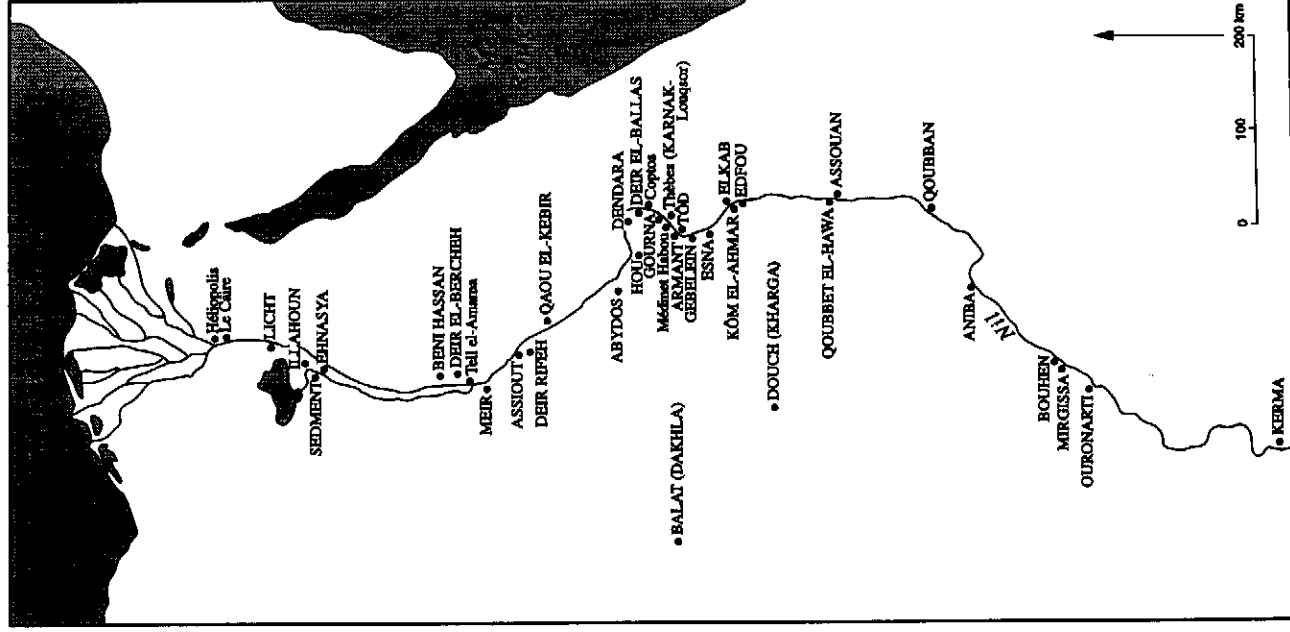 Héliopolis
Le Caire
LICHT
ILLAHOUN
SEDMENT
EHNASYA
BENI HASSAN
DEIR EL-BERCHEH
Tell el-Amarna
MEIR
ASSIOUT
DEIR RIFEH
QAOU EL-KEBIR
ABYDOS
DENDARA
HOU
DEIR EL-BALLAS
Coptos
GOURNA
Médinet Habou
Thèbes (KARNAK-
Louqsor)
ARMANT
TÔD
GEBELEIN
ESNA
ELKAB
KÔM EL-AHMAR
EDFOU
BALAT (DAKHLA)
DOUCH (KHARGA)
QOUBBET EL-HAWA
ASSOUAN
QOUBBAN
ANIBA
Nil
BOUHEN
MIRGISSA
OURONARTI
KERMA
0 100 200 km